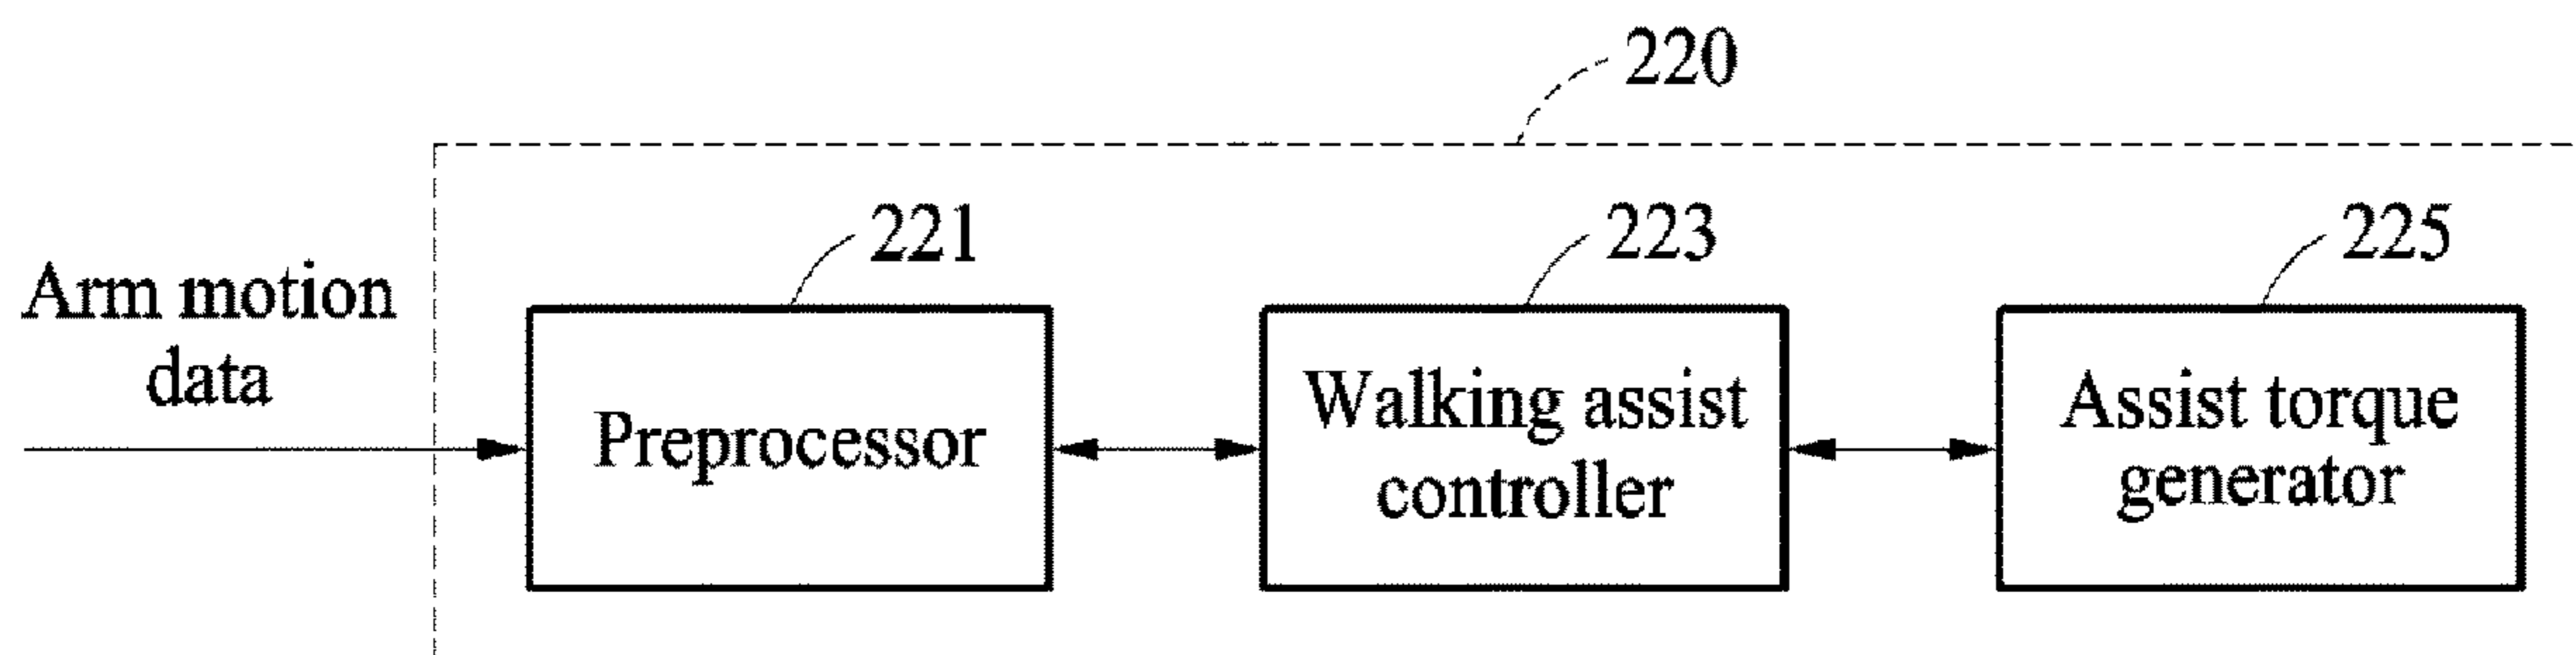 220
221
223
225
Arm motion
data
Preprocessor
Walking assist
controller
Assist torque
generator